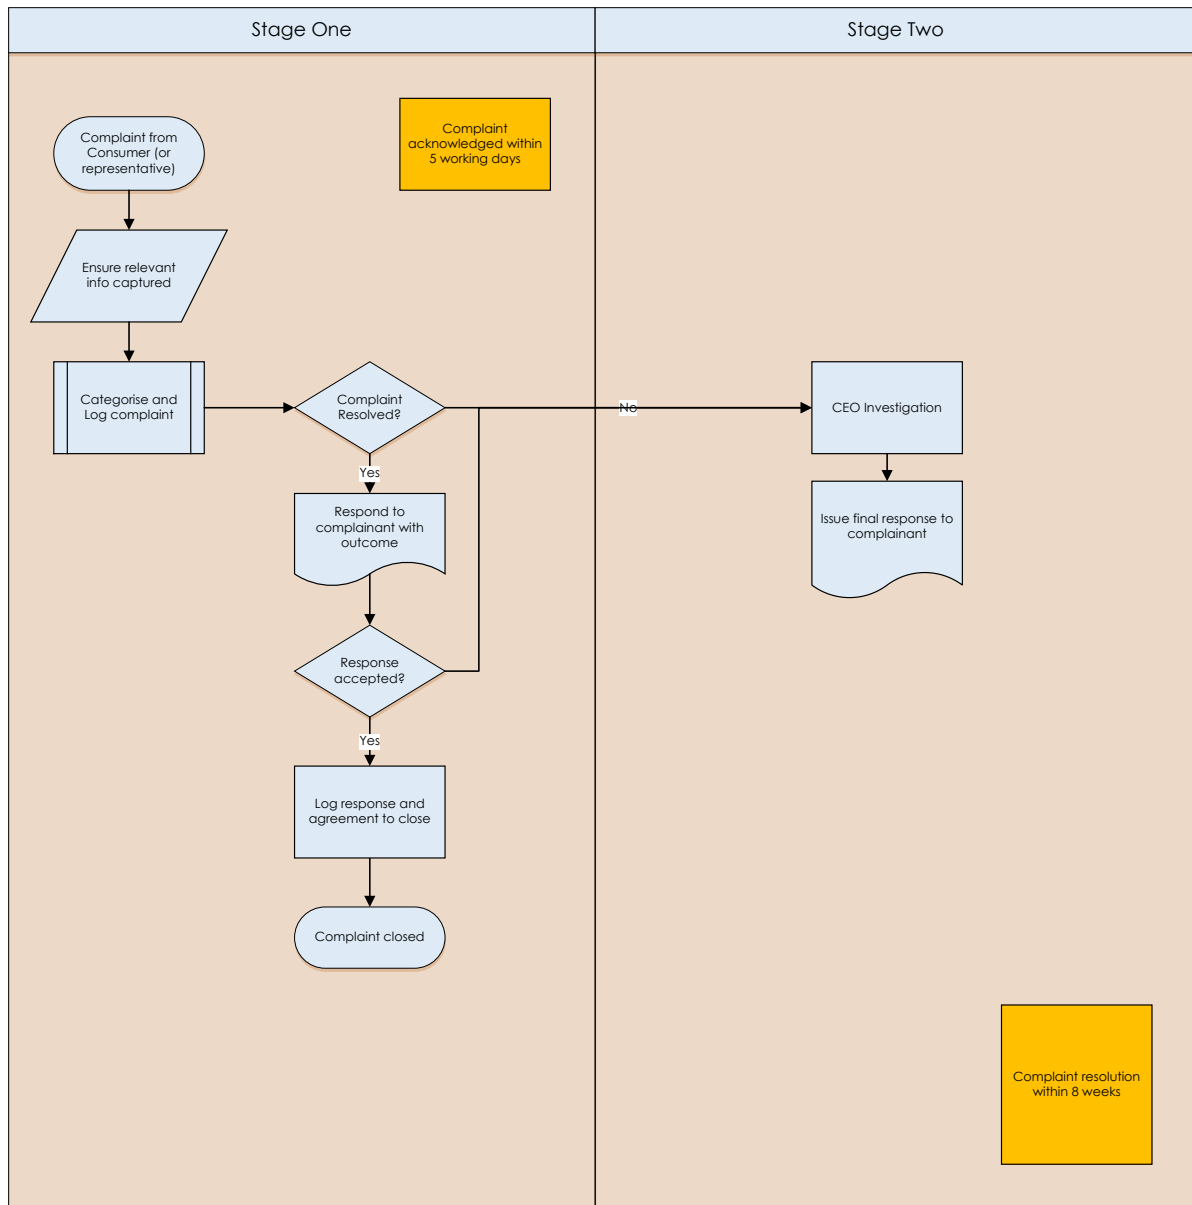 Stage One
Stage Two
Complaint from
Consumer (or
representative)
Complaint
acknowledged within
5 working days
Ensure relevant
info captured
Categorise and
Log complaint
Complaint
Resolved?
No
CEO Investigation
Yes
Respond to
complainant with
outcome
Issue final response to
complainant
Response
accepted?
Yes
Log response and
agreement to close
Complaint closed
Complaint resolution
within 8 weeks